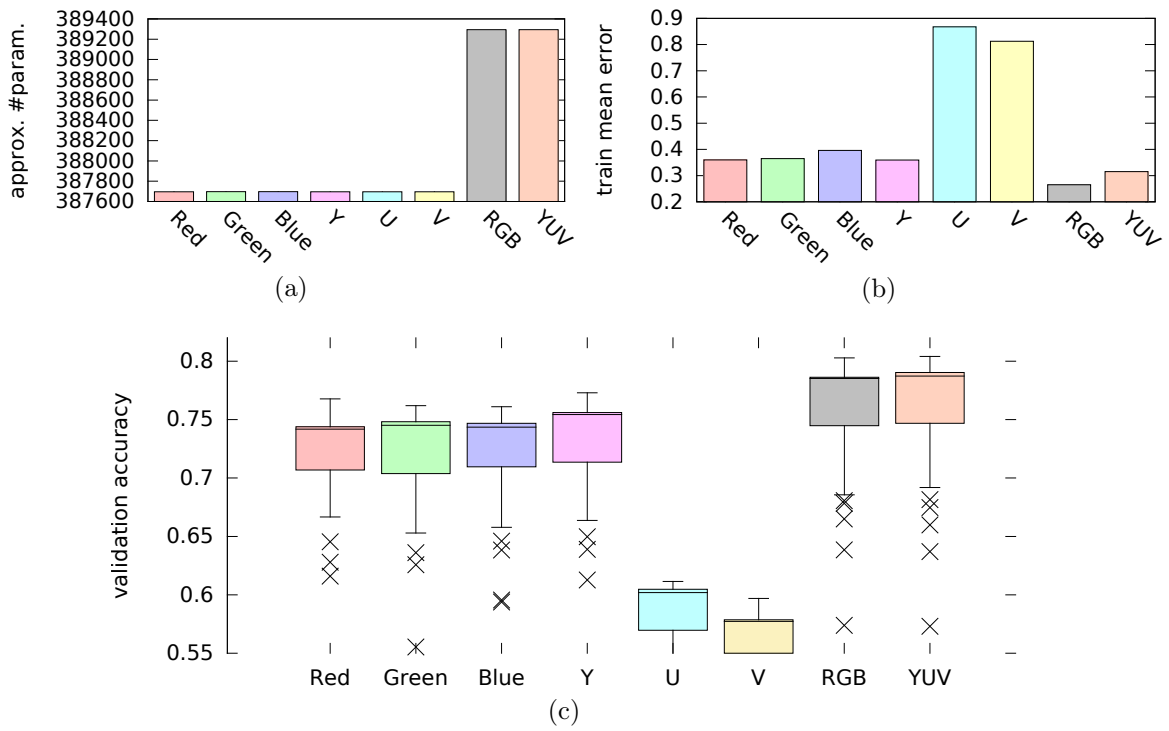 approx. #param.
389400
389200
389000
388800
388600
388400
388200
388000
387800
387600
Red
Green
Blue
Y
U
V
RGB
YUV
(a)
train mean error
0.9
0.9
0.8
0.7
0.6
0.5
0.4
0.3
0.2
Red
Green
Blue
Y
U
V
RGB
YUV
(b)
validation accuracy
0.8
0.75
0.7
0.65
0.6
0.55
Red Green Blue Y U V RGB YUV
(c)